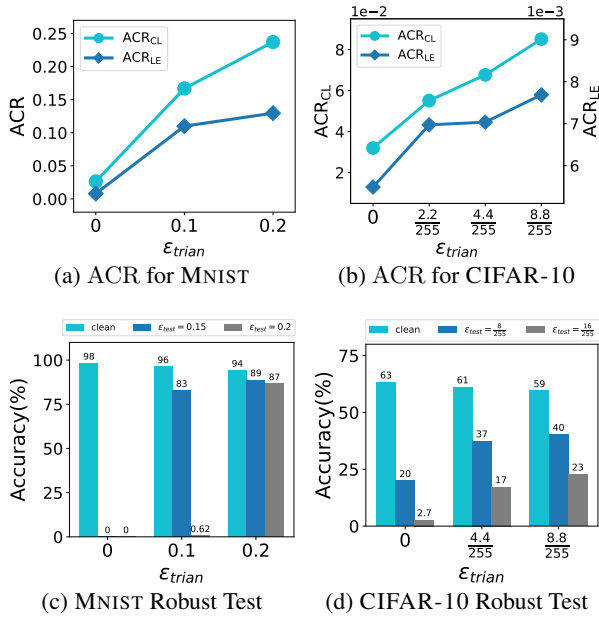 ACR_CL
ACR_LE
0.25
0.20
0.15
0.10
0.05
0.00
ACR
0 0.1 0.2
ε_trian
(a) ACR for MNIST
1e−2 1e−3
ACR_CL
ACR_LE
8
6
4
2
ACR_CL
9
8
7
6
ACR_LE
0 2.2/255 4.4/255 8.8/255
ε_trian
(b) ACR for CIFAR-10
clean ε_test = 0.15 ε_test = 0.2
100
75
50
25
0
Accuracy(%)
98 0 0
96 83 0.62
94 89 87
0 0.1 0.2
ε_trian
(c) MNIST Robust Test
clean ε_test = 8/255 ε_test = 16/255
75
50
25
0
Accuracy(%)
63 20 2.7
61 37 17
59 40 23
0 4.4/255 8.8/255
ε_trian
(d) CIFAR-10 Robust Test